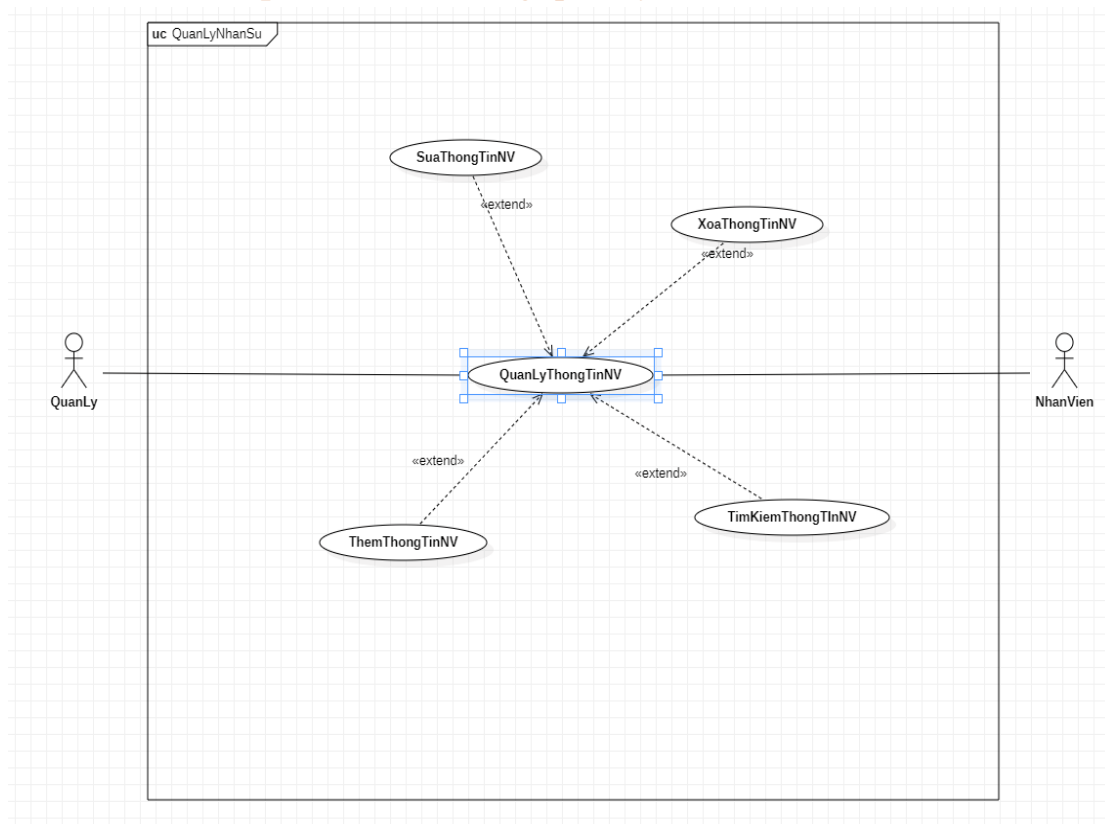 uc QuanLyNhanSu
SuaThongTinNV
«extend»
XoaThongTinNV
«extend»
QuanLyThongTinNV
QuanLy
NhanVien
«extend»
«extend»
TimKiemThongTInNV
ThemThongTinNV